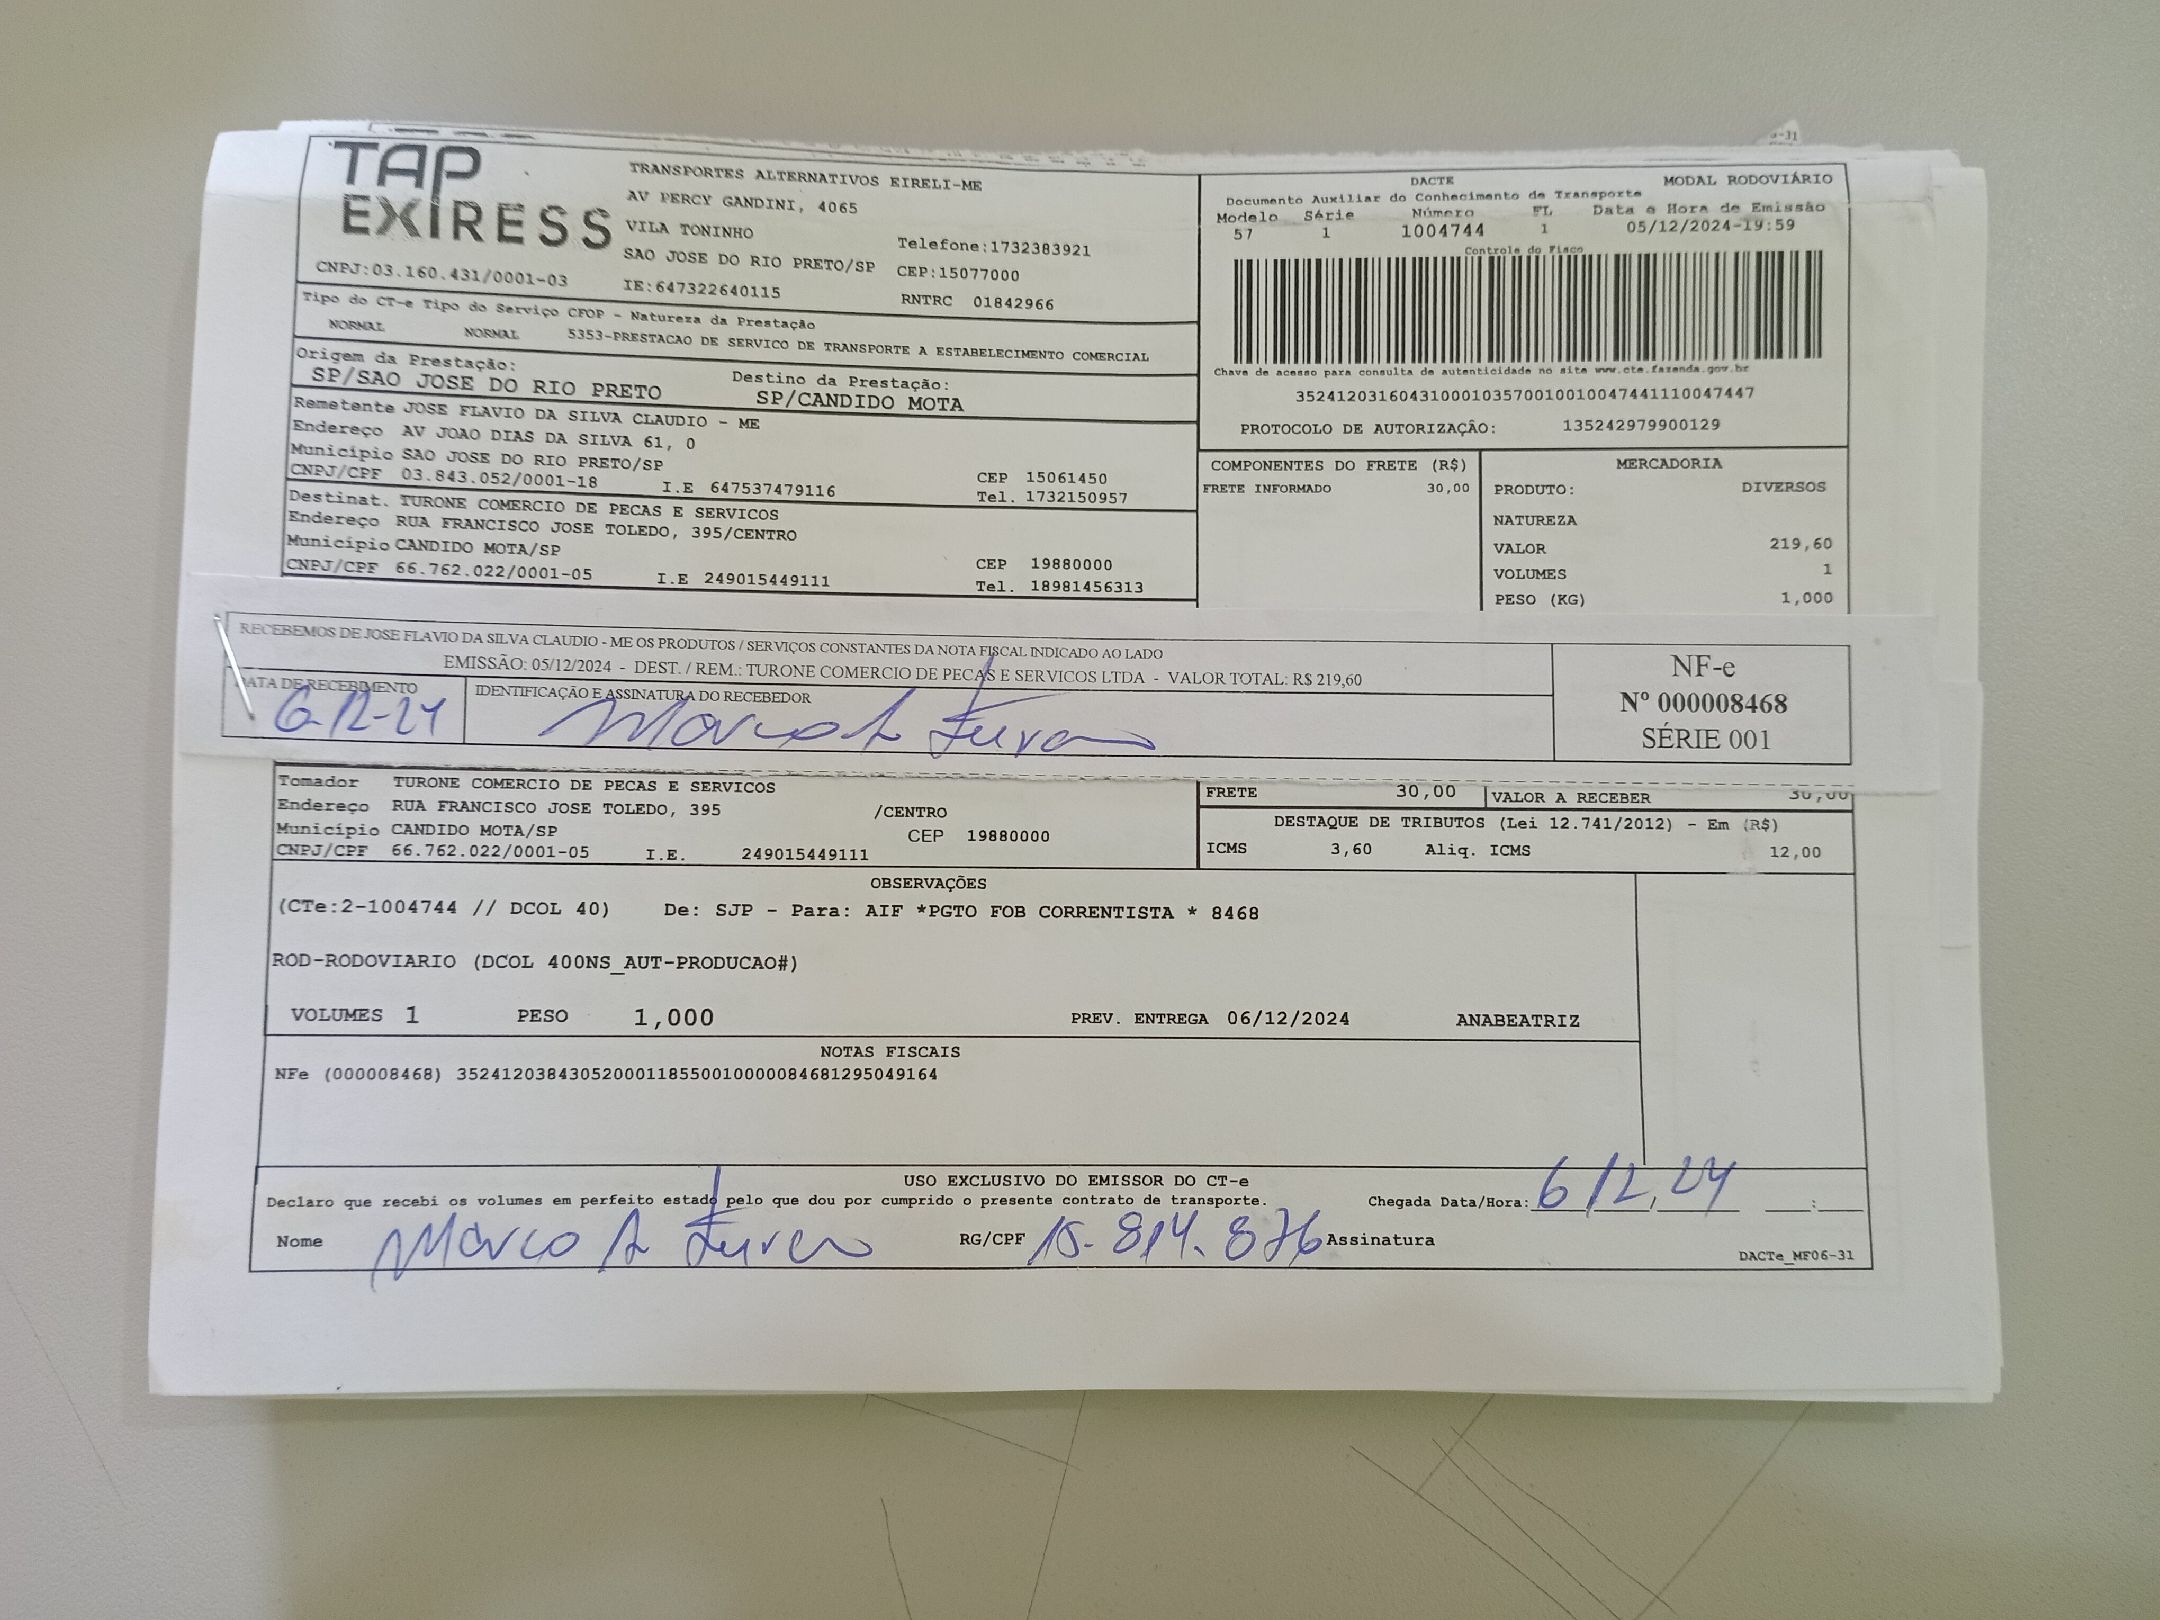 TAP
EXIRESS
CNPJ:03.160.431/0001-03
TRANSPORTES ALTERNATIVOS EIRELI-ME
AV PERCY GANDINI, 4065
VILA TONINHO
SAO JOSE DO RIO PRETO/SP
IE:647322640115
Telefone:1732383921
CEP:15077000
RNTRC 01842966
DACTE MODAL RODOVIÁRIO
Documento Auxiliar do Conhecimento de Transporte
Modelo Série Número FL Data e Hora de Emissão
57 1 1004744 1 05/12/2024-19:59
Controle do Fisco
Chave de acesso para consulta de autenticidade no site www.cte.fazenda.gov.br
35241203160431000103570010010047441110047447
PROTOCOLO DE AUTORIZAÇÃO: 135242979900129
Tipo do CT-e Tipo do Serviço CFOP - Natureza da Prestação
NORMAL NORMAL 5353-PRESTACAO DE SERVICO DE TRANSPORTE A ESTABELECIMENTO COMERCIAL
Origem da Prestação: Destino da Prestação:
SP/SAO JOSE DO RIO PRETO SP/CANDIDO MOTA
Remetente JOSE FLAVIO DA SILVA CLAUDIO - ME
Endereço AV JOAO DIAS DA SILVA 61, 0
Município SAO JOSE DO RIO PRETO/SP CEP 15061450
CNPJ/CPF 03.843.052/0001-18 I.E 647537479116 Tel. 1732150957
Destinat. TURONE COMERCIO DE PECAS E SERVICOS
Endereço RUA FRANCISCO JOSE TOLEDO, 395/CENTRO
Município CANDIDO MOTA/SP CEP 19880000
CNPJ/CPF 66.762.022/0001-05 I.E 249015449111 Tel. 18981456313
COMPONENTES DO FRETE (R$)
FRETE INFORMADO 30,00
MERCADORIA
PRODUTO: DIVERSOS
NATUREZA
VALOR 219,60
VOLUMES 1
PESO (KG) 1,000
RECEBEMOS DE JOSE FLAVIO DA SILVA CLAUDIO - ME OS PRODUTOS / SERVIÇOS CONSTANTES DA NOTA FISCAL INDICADO AO LADO
EMISSÃO: 05/12/2024 - DEST. / REM.: TURONE COMERCIO DE PECAS E SERVICOS LTDA - VALOR TOTAL: R$ 219,60
DATA DE RECEBIMENTO IDENTIFICAÇÃO E ASSINATURA DO RECEBEDOR
6-12-24 Marco A
NF-e
Nº 000008468
SÉRIE 001
Tomador TURONE COMERCIO DE PECAS E SERVICOS
Endereço RUA FRANCISCO JOSE TOLEDO, 395 /CENTRO
Município CANDIDO MOTA/SP CEP 19880000
CNPJ/CPF 66.762.022/0001-05 I.E. 249015449111
FRETE 30,00 VALOR A RECEBER 30,00
DESTAQUE DE TRIBUTOS (Lei 12.741/2012) - Em (R$)
ICMS 3,60 Aliq. ICMS 12,00
OBSERVAÇÕES
(CTe:2-1004744 // DCOL 40) De: SJP - Para: AIF *PGTO FOB CORRENTISTA * 8468
ROD-RODOVIARIO (DCOL 400NS_AUT-PRODUCAO#)
VOLUMES 1 PESO 1,000 PREV. ENTREGA 06/12/2024 ANABEATRIZ
NOTAS FISCAIS
NFe (000008468) 35241203843052000118550010000084681295049164
USO EXCLUSIVO DO EMISSOR DO CT-e
Declaro que recebi os volumes em perfeito estado pelo que dou por cumprido o presente contrato de transporte. Chegada Data/Hora: 6/12/24 :
Nome Marco A RG/CPF 15.814.876 Assinatura
DACTe_MF06-31